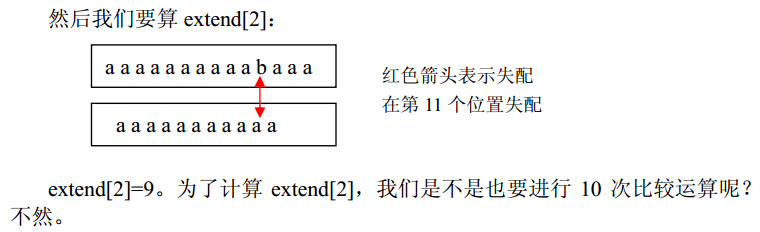 然后我们要算 extend[2]：
a a a a a a a a a a b a a a
红色箭头表示失配
在第 11 个位置失配
a a a a a a a a a a a
extend[2]=9。为了计算 extend[2]，我们是不是也要进行 10 次比较运算呢？
不然。